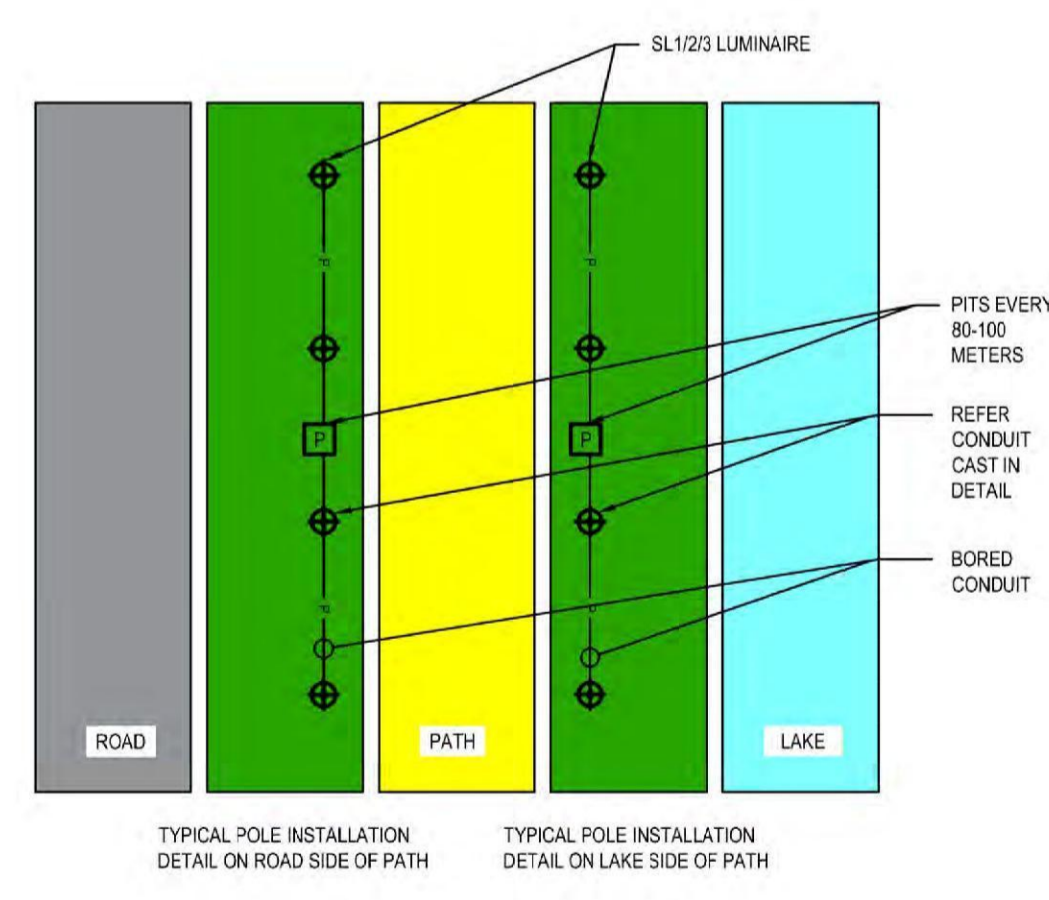 SL1/2/3 LUMINAIRE
P
P
PITS EVERY
80-100
METERS
P
P
REFER
CONDUIT
CAST IN
DETAIL
BORED
CONDUIT
P
P
ROAD
PATH
LAKE
TYPICAL POLE INSTALLATION
DETAIL ON ROAD SIDE OF PATH
TYPICAL POLE INSTALLATION
DETAIL ON LAKE SIDE OF PATH